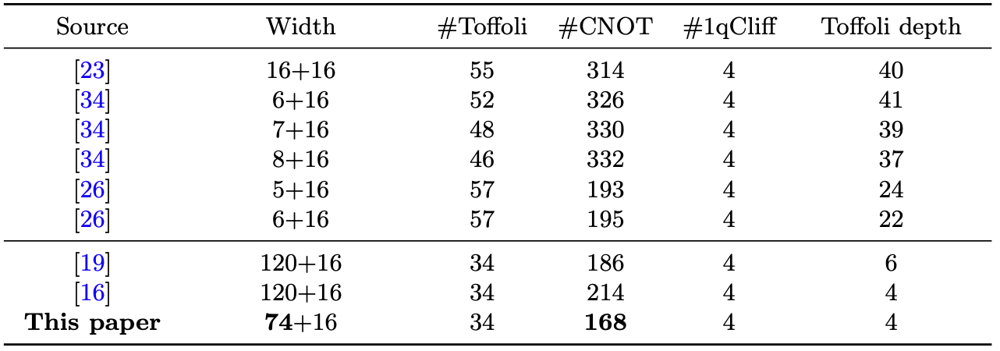 Source Width #Toffoli #CNOT #1qCliff Toffoli depth
[23] 16+16 55 314 4 40
[34] 6+16 52 326 4 41
[34] 7+16 48 330 4 39
[34] 8+16 46 332 4 37
[26] 5+16 57 193 4 24
[26] 6+16 57 195 4 22
[19] 120+16 34 186 4 6
[16] 120+16 34 214 4 4
This paper 74+16 34 168 4 4